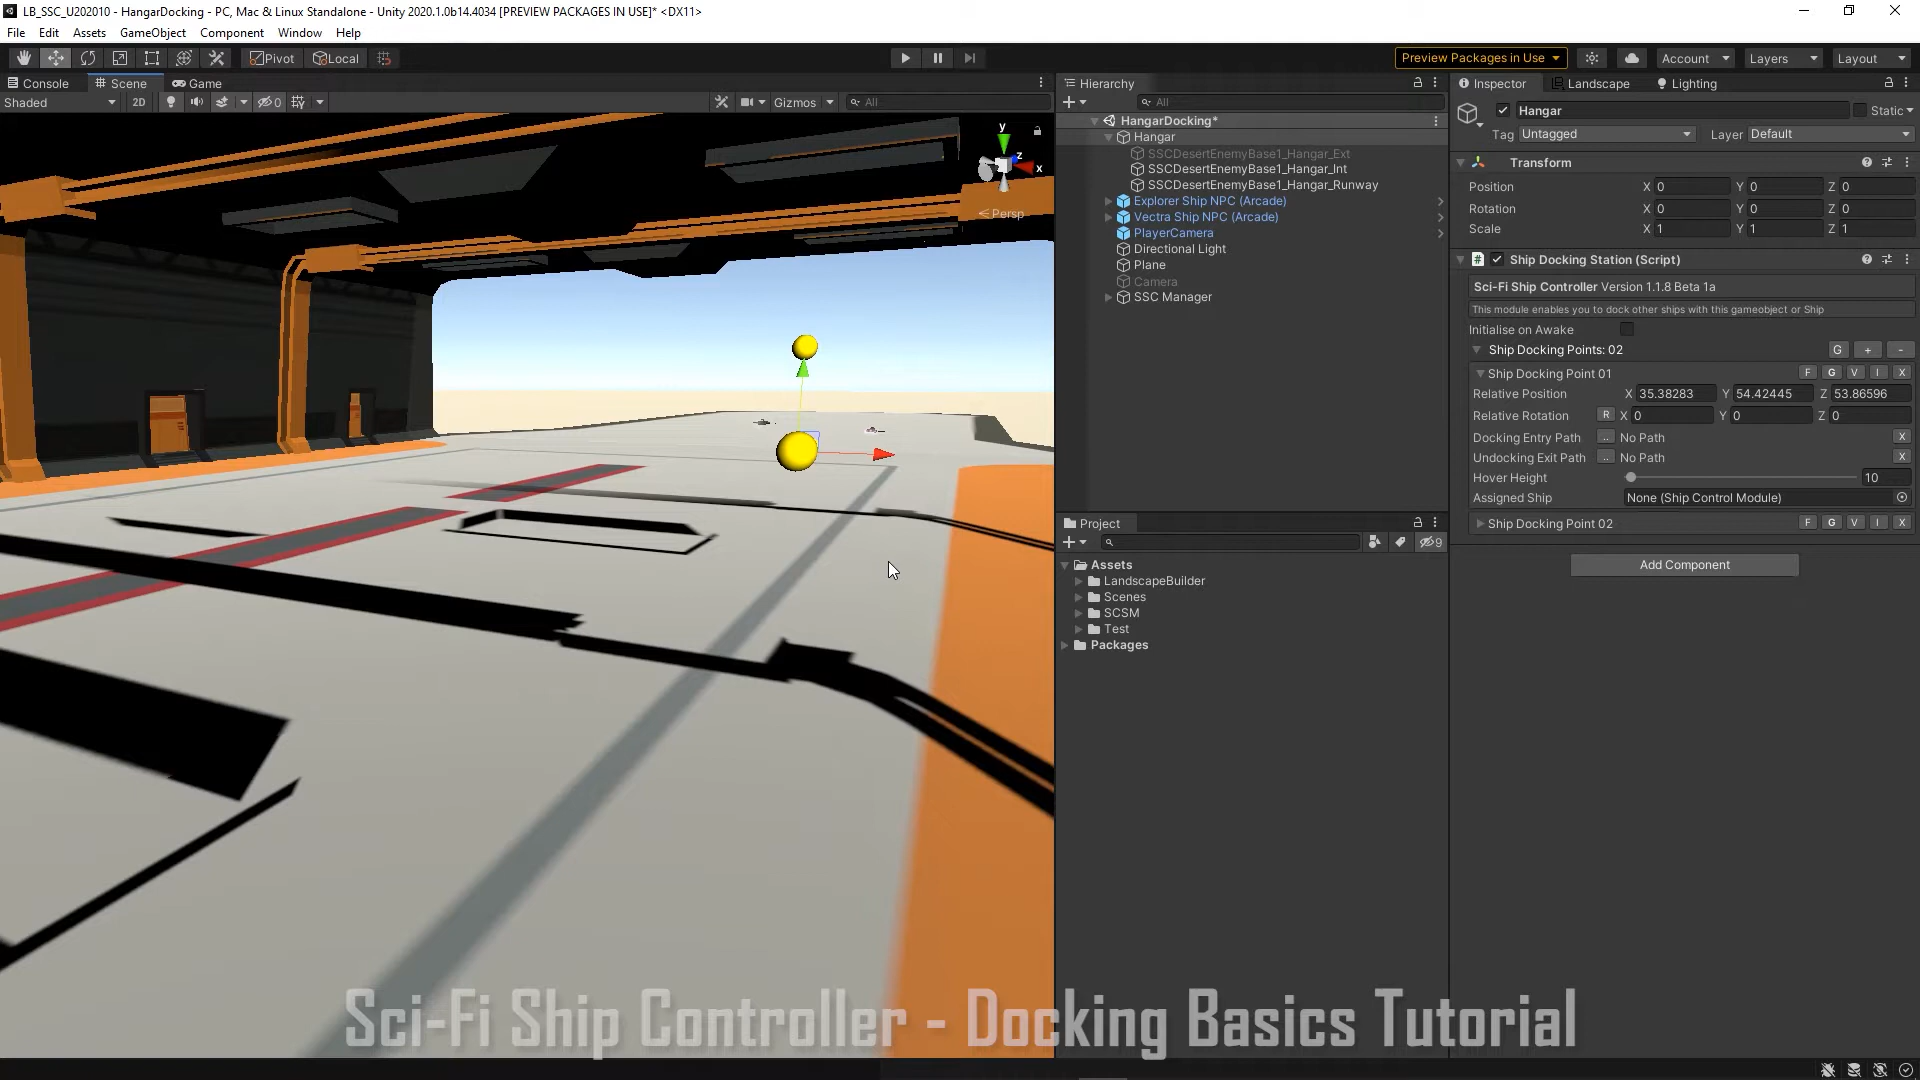 LB_SSC_U202010 - HangarDocking - PC, Mac & Linux Standalone - Unity 2020.1.0b14.4034 [PREVIEW PACKAGES IN USE]* <DX11>
File Edit Assets GameObject Component Window Help
Pivot Local Preview Packages in Use Account Layers Layout
Console Scene Game
Shaded 2D 0 Gizmos All
y
z
x
Persp
Hierarchy
All
HangarDocking*
Hangar
SSCDesertEnemyBase1_Hangar_Ext
SSCDesertEnemyBase1_Hangar_Int
SSCDesertEnemyBase1_Hangar_Runway
Explorer Ship NPC (Arcade)
Vectra Ship NPC (Arcade)
PlayerCamera
Directional Light
Plane
Camera
SSC Manager
Project
9
Assets
LandscapeBuilder
Scenes
SCSM
Test
Packages
Inspector Landscape Lighting
Hangar Static
Tag Untagged Layer Default
Transform
Position X 0 Y 0 Z 0
Rotation X 0 Y 0 Z 0
Scale X 1 Y 1 Z 1
# Ship Docking Station (Script)
Sci-Fi Ship Controller Version 1.1.8 Beta 1a
This module enables you to dock other ships with this gameobject or Ship
Initialise on Awake
Ship Docking Points: 02 G + -
Ship Docking Point 01 F G V I X
Relative Position X 35.38283 Y 54.42445 Z 53.86596
Relative Rotation R X 0 Y 0 Z 0
Docking Entry Path .. No Path X
Undocking Exit Path .. No Path X
Hover Height 10
Assigned Ship None (Ship Control Module)
Ship Docking Point 02 F G V I X
Add Component
Sci-Fi Ship Controller - Docking Basics Tutorial